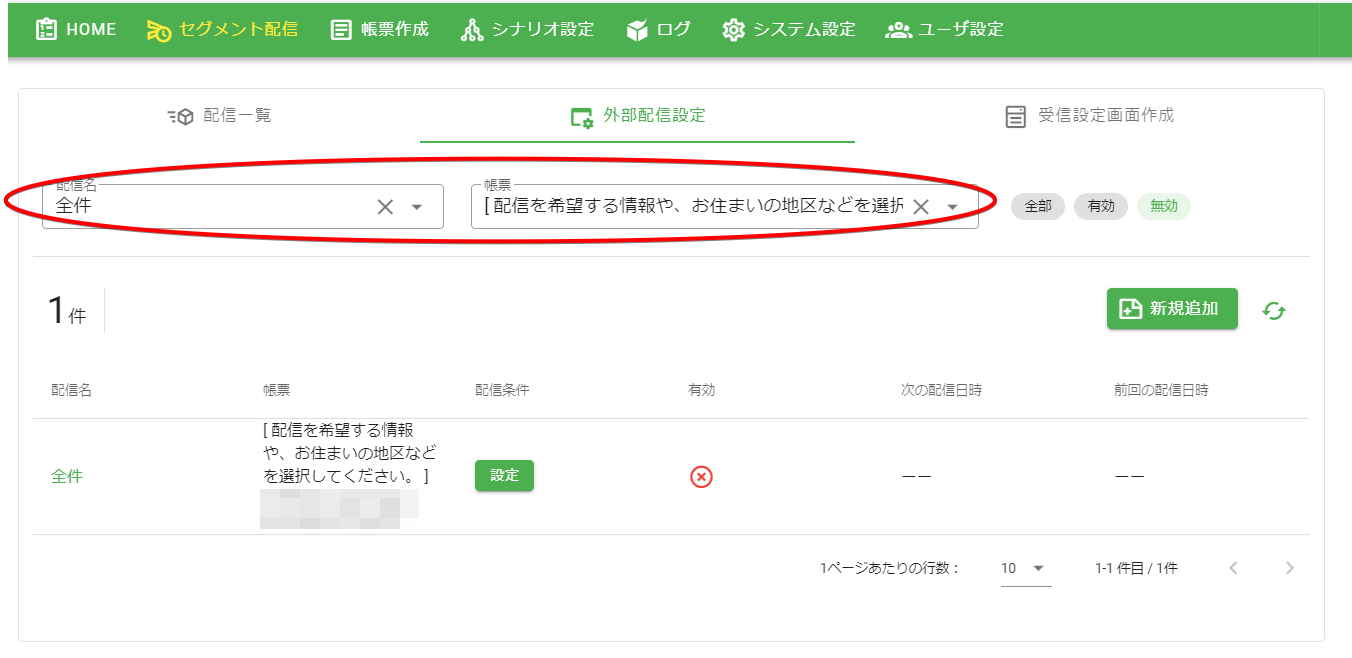 HOME セグメント配信 帳票作成 シナリオ設定 ログ システム設定 ユーザ設定
配信一覧 外部配信設定 受信設定画面作成
配信名 帳票
全件 [ 配信を希望する情報や、お住まいの地区などを選択 全部 有効 無効
1件 新規追加
配信名 帳票 配信条件 有効 次の配信日時 前回の配信日時
[ 配信を希望する情報
や、お住まいの地区など
全件 を選択してください。 ] 設定 ーー ーー
1ページあたりの行数: 10 1-1 件目 / 1件